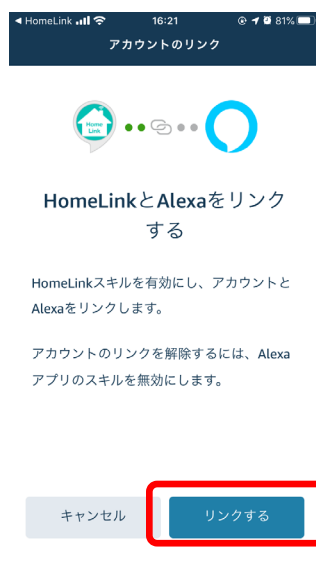 ◀ HomeLink 16:21 81%
アカウントのリンク
Home
Link
HomeLinkとAlexaをリンク
する
HomeLinkスキルを有効にし、アカウントと
Alexaをリンクします。
アカウントのリンクを解除するには、Alexa
アプリのスキルを無効にします。
キャンセル リンクする